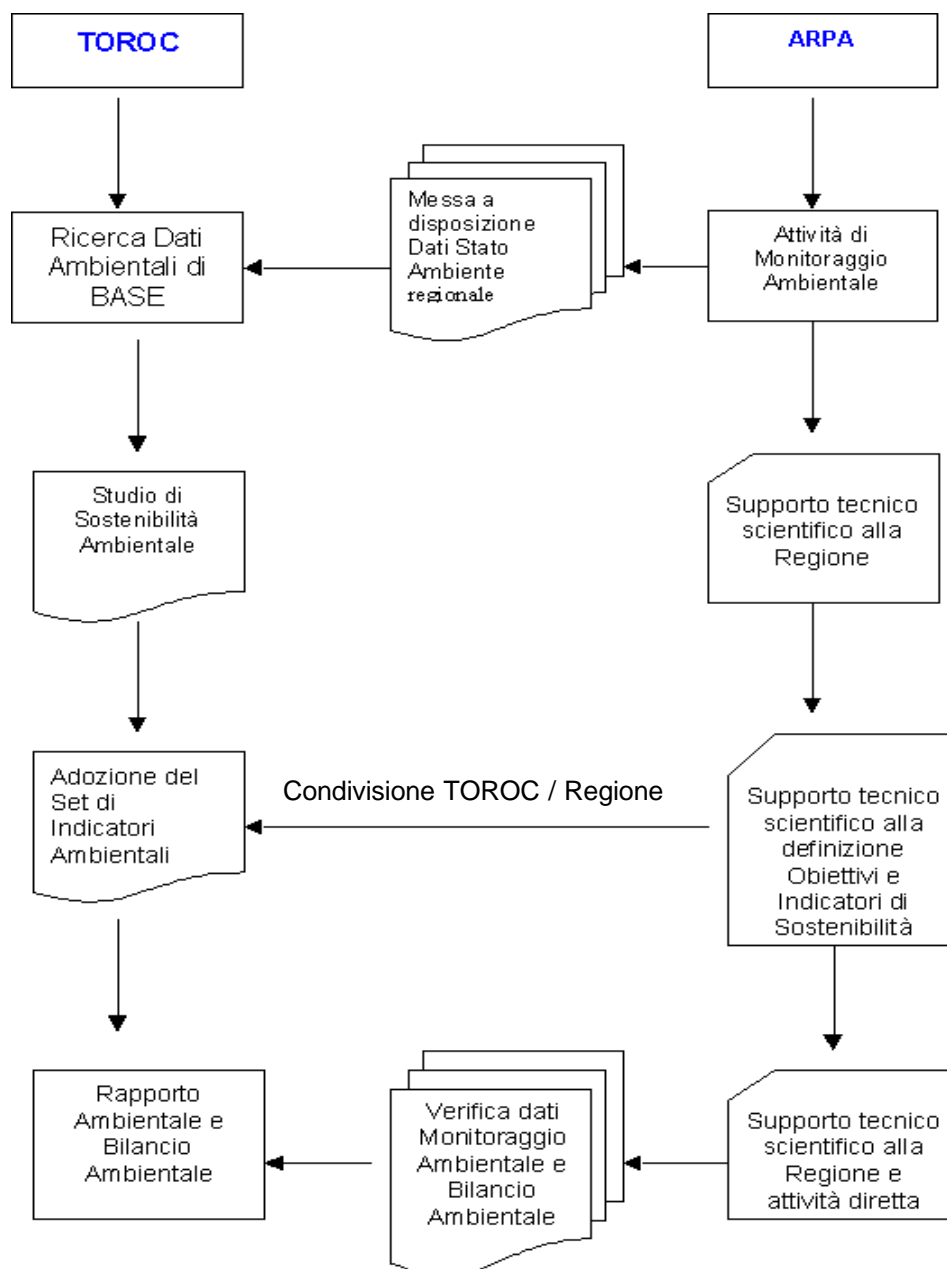 TOROC
ARPA
Messa a
disposizione
Dati Stato
Ambiente
regionale
Ricerca Dati
Ambientali di
BASE
Attività di
Monitoraggio
Ambientale
Studio di
Sostenibilità
Ambientale
Supporto tecnico
scientifico alla
Regione
Adozione del
Set di
Indicatori
Ambientali
Condivisione TOROC / Regione
Supporto tecnico
scientifico alla
definizione
Obiettivi e
Indicatori di
Sostenibilità
Rapporto
Ambientale e
Bilancio
Ambientale
Verifica dati
Monitoraggio
Ambientale e
Bilancio
Ambientale
Supporto tecnico
scientifico alla
Regione e
attività diretta